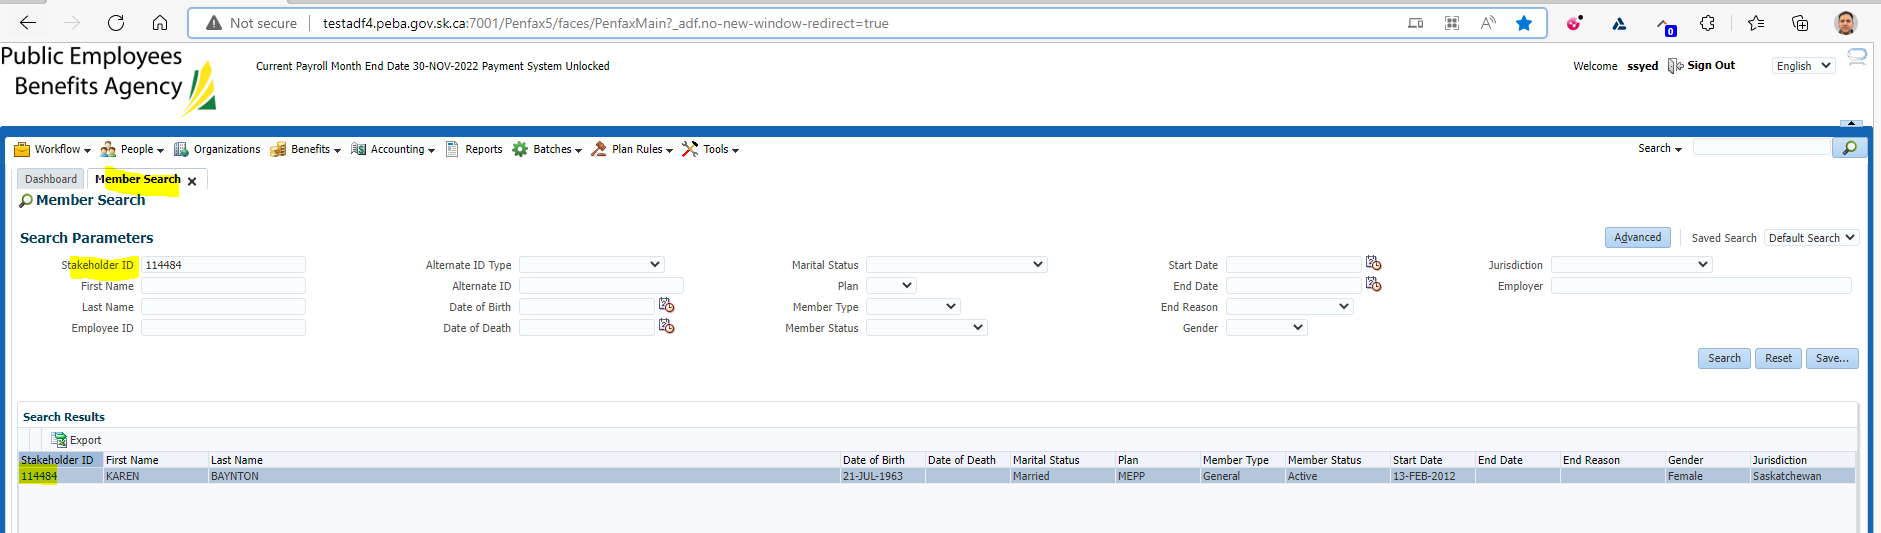 Not secure testadf4.peba.gov.sk.ca:7001/Penfax5/faces/PenfaxMain?_adf.no-new-window-redirect=true
0
Public Employees
Benefits Agency
Current Payroll Month End Date 30-NOV-2022 Payment System Unlocked
Welcome ssyed Sign Out English
Workflow People Organizations Benefits Accounting Reports Batches Plan Rules Tools Search
Dashboard Member Search
Member Search
Search Parameters
Advanced Saved Search Default Search
Stakeholder ID 114484 Alternate ID Type Marital Status Start Date Jurisdiction
First Name Alternate ID Plan End Date Employer
Last Name Date of Birth Member Type End Reason
Employee ID Date of Death Member Status Gender
Search Reset Save...
Search Results
Export
Stakeholder ID First Name Last Name Date of Birth Date of Death Marital Status Plan Member Type Member Status Start Date End Date End Reason Gender Jurisdiction
114484 KAREN BAYNTON 21-JUL-1963 Married MEPP General Active 13-FEB-2012 Female Saskatchewan